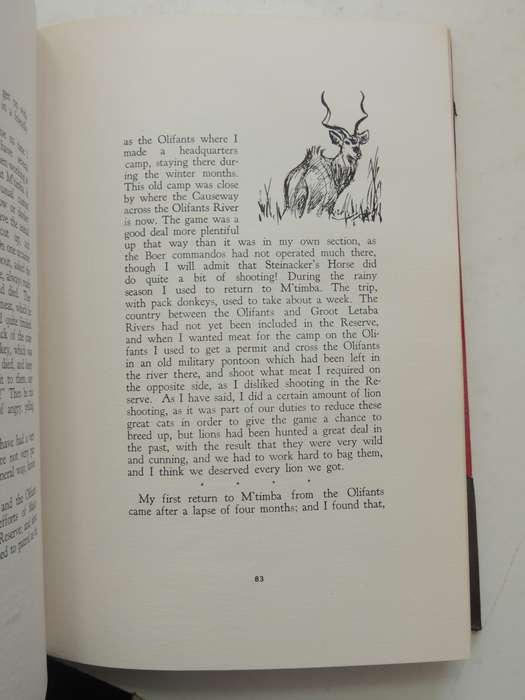 as the Olifants where I
made a headquarters
camp, staying there dur-
ing the winter months.
This old camp was close
by where the Causeway
across the Olifants River
is now. The game was a
good deal more plentiful
up that way than it was in my own section, as
the Boer commandos had not operated much there,
though I will admit that Steinacker's Horse did
do quite a bit of shooting! During the rainy
season I used to return to M'timba. The trip,
with pack donkeys, used to take about a week. The
country between the Olifants and Groot Letaba
Rivers had not yet been included in the Reserve,
and when I wanted meat for the camp on the Oli-
fants I used to get a permit and cross the Olifants
in an old military pontoon which had been left in
the river there, and shoot what meat I required on
the opposite side, as I disliked shooting in the Re-
serve. As I have said, I did a certain amount of lion
shooting, as it was part of our duties to reduce these
great cats in order to give the game a chance to
breed up, but lions had been hunted a great deal in
the past, with the result that they were very wild
and cunning, and we had to work hard to bag them,
and I think we deserved every lion we got.
* * * *
My first return to M'timba from the Olifants
came after a lapse of four months; and I found that,
83